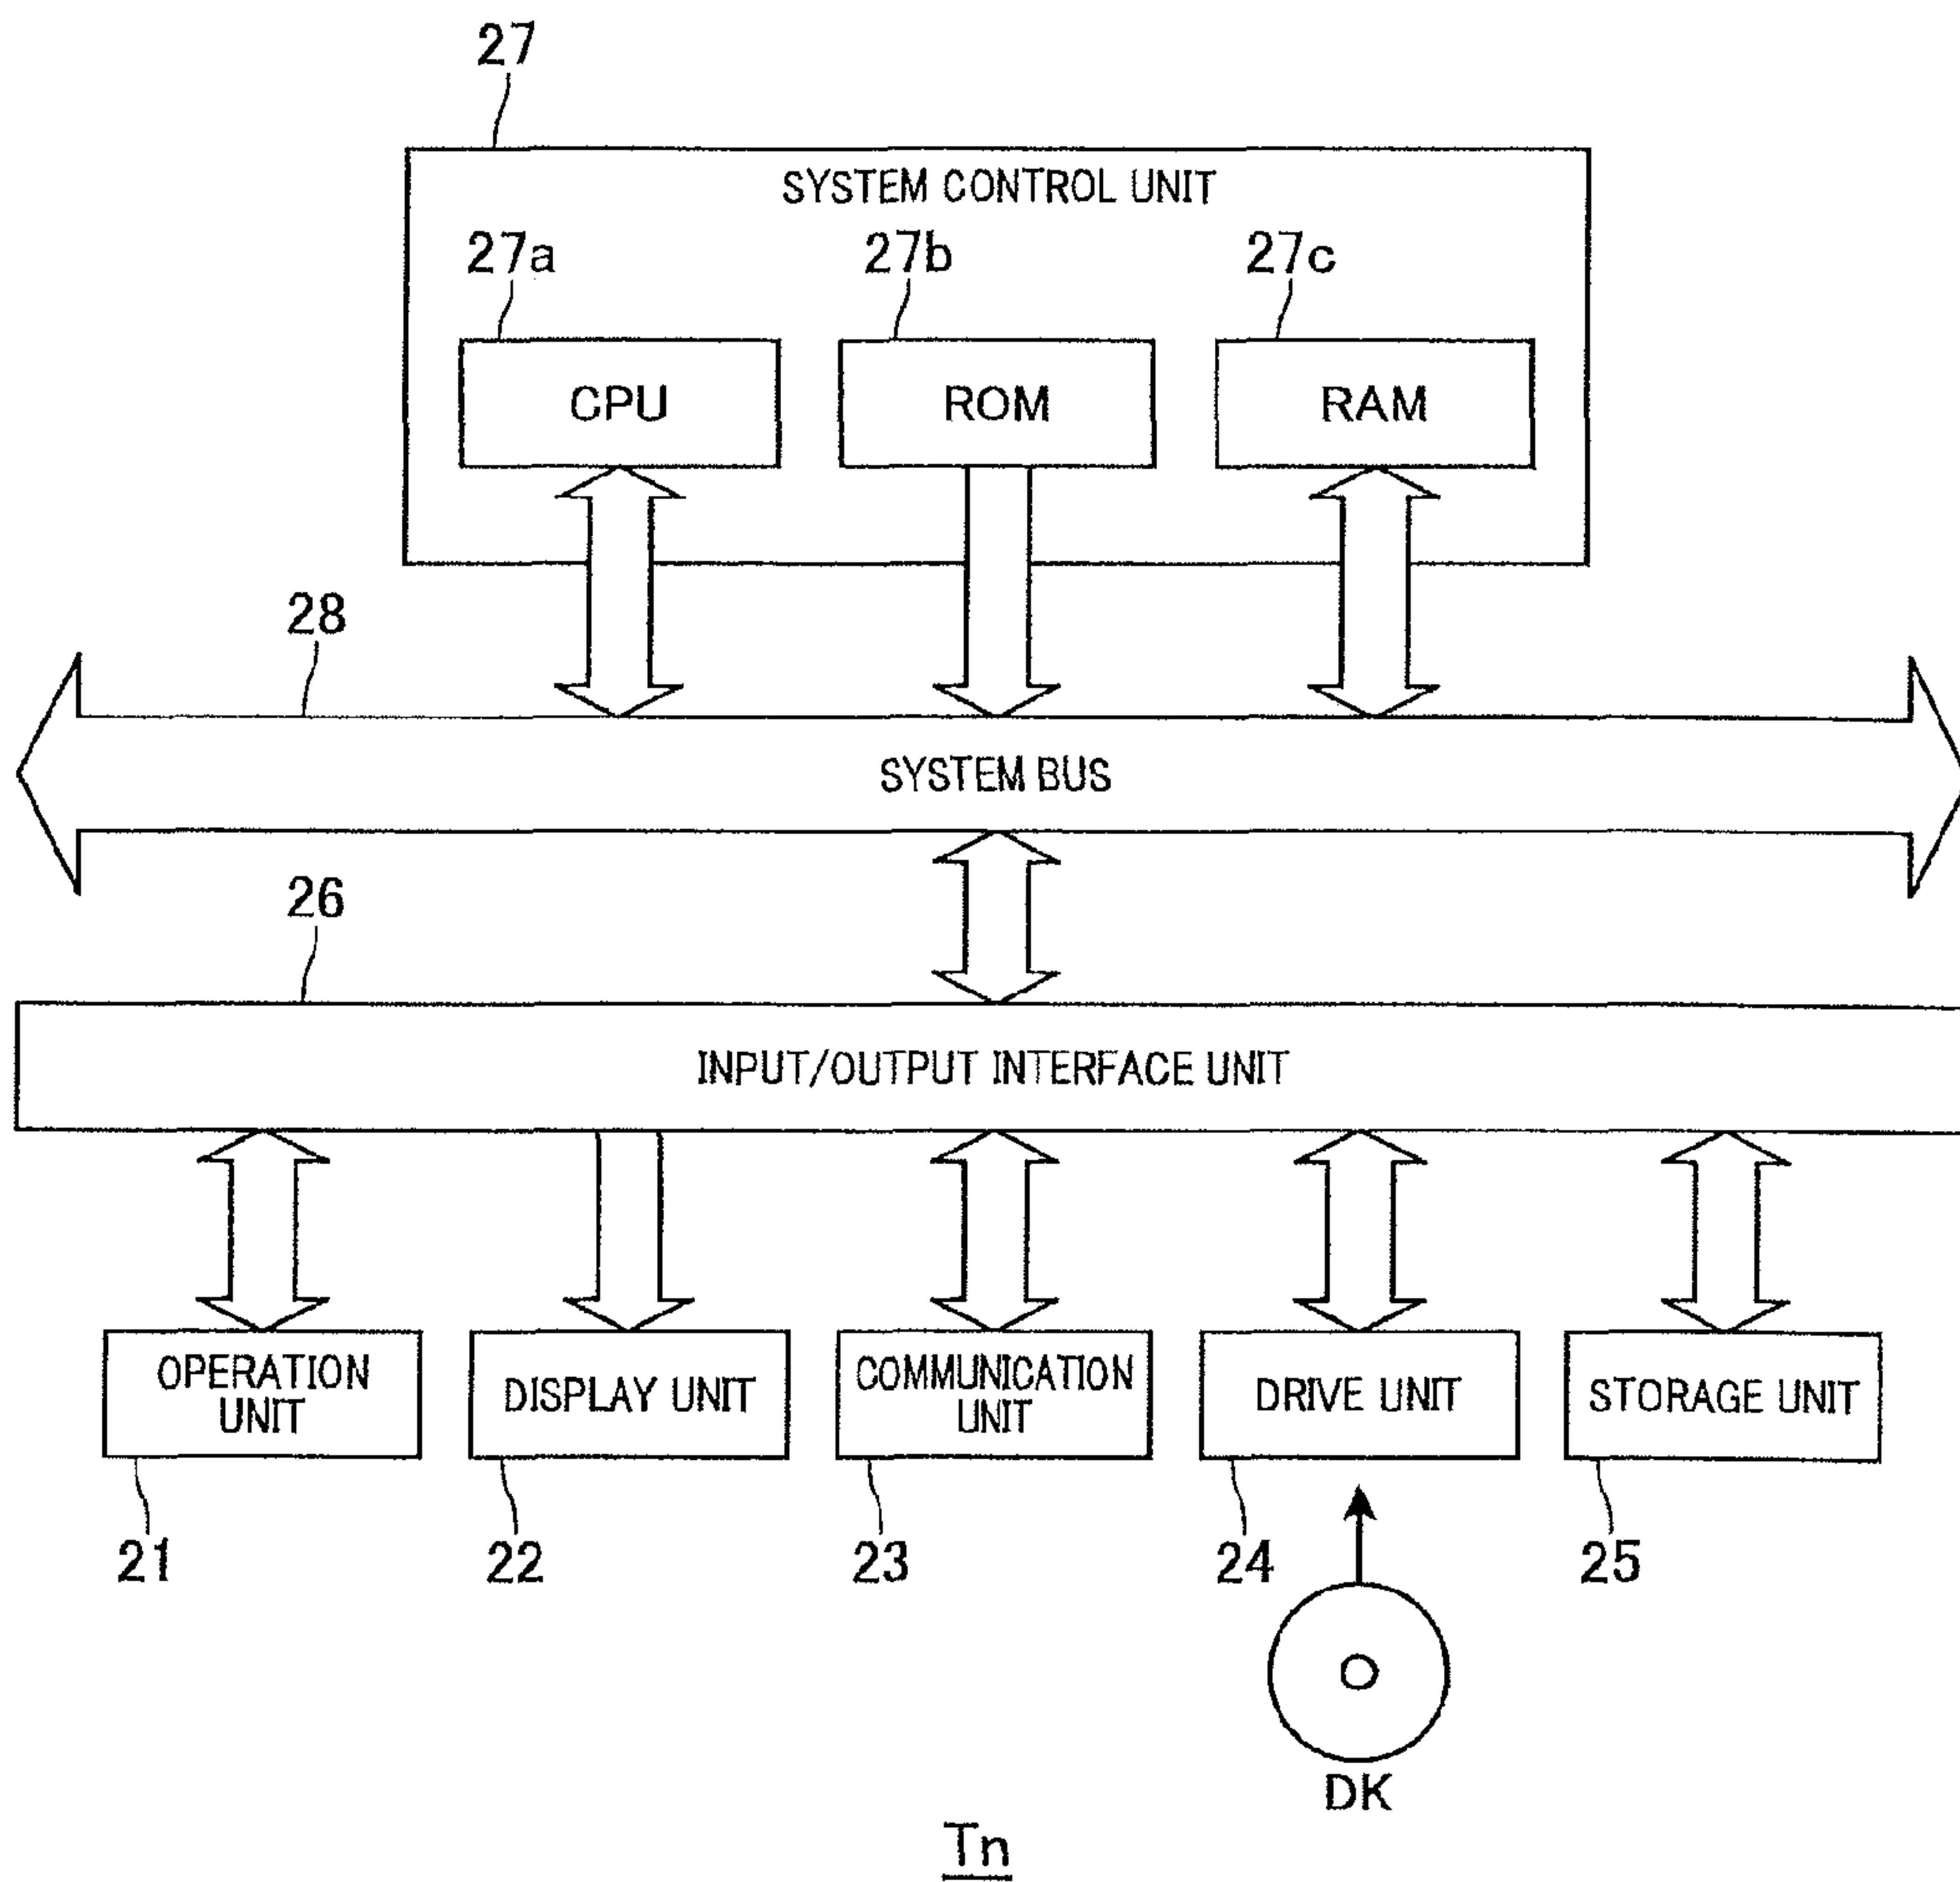 27
SYSTEM CONTROL UNIT
27a
27b
27c
CPU
ROM
RAM
28
SYSTEM BUS
26
INPUT/OUTPUT INTERFACE UNIT
OPERATION
UNIT
DISPLAY UNIT
COMMUNICATION
UNIT
DRIVE UNIT
STORAGE UNIT
21
22
23
24
25
DK
Tn